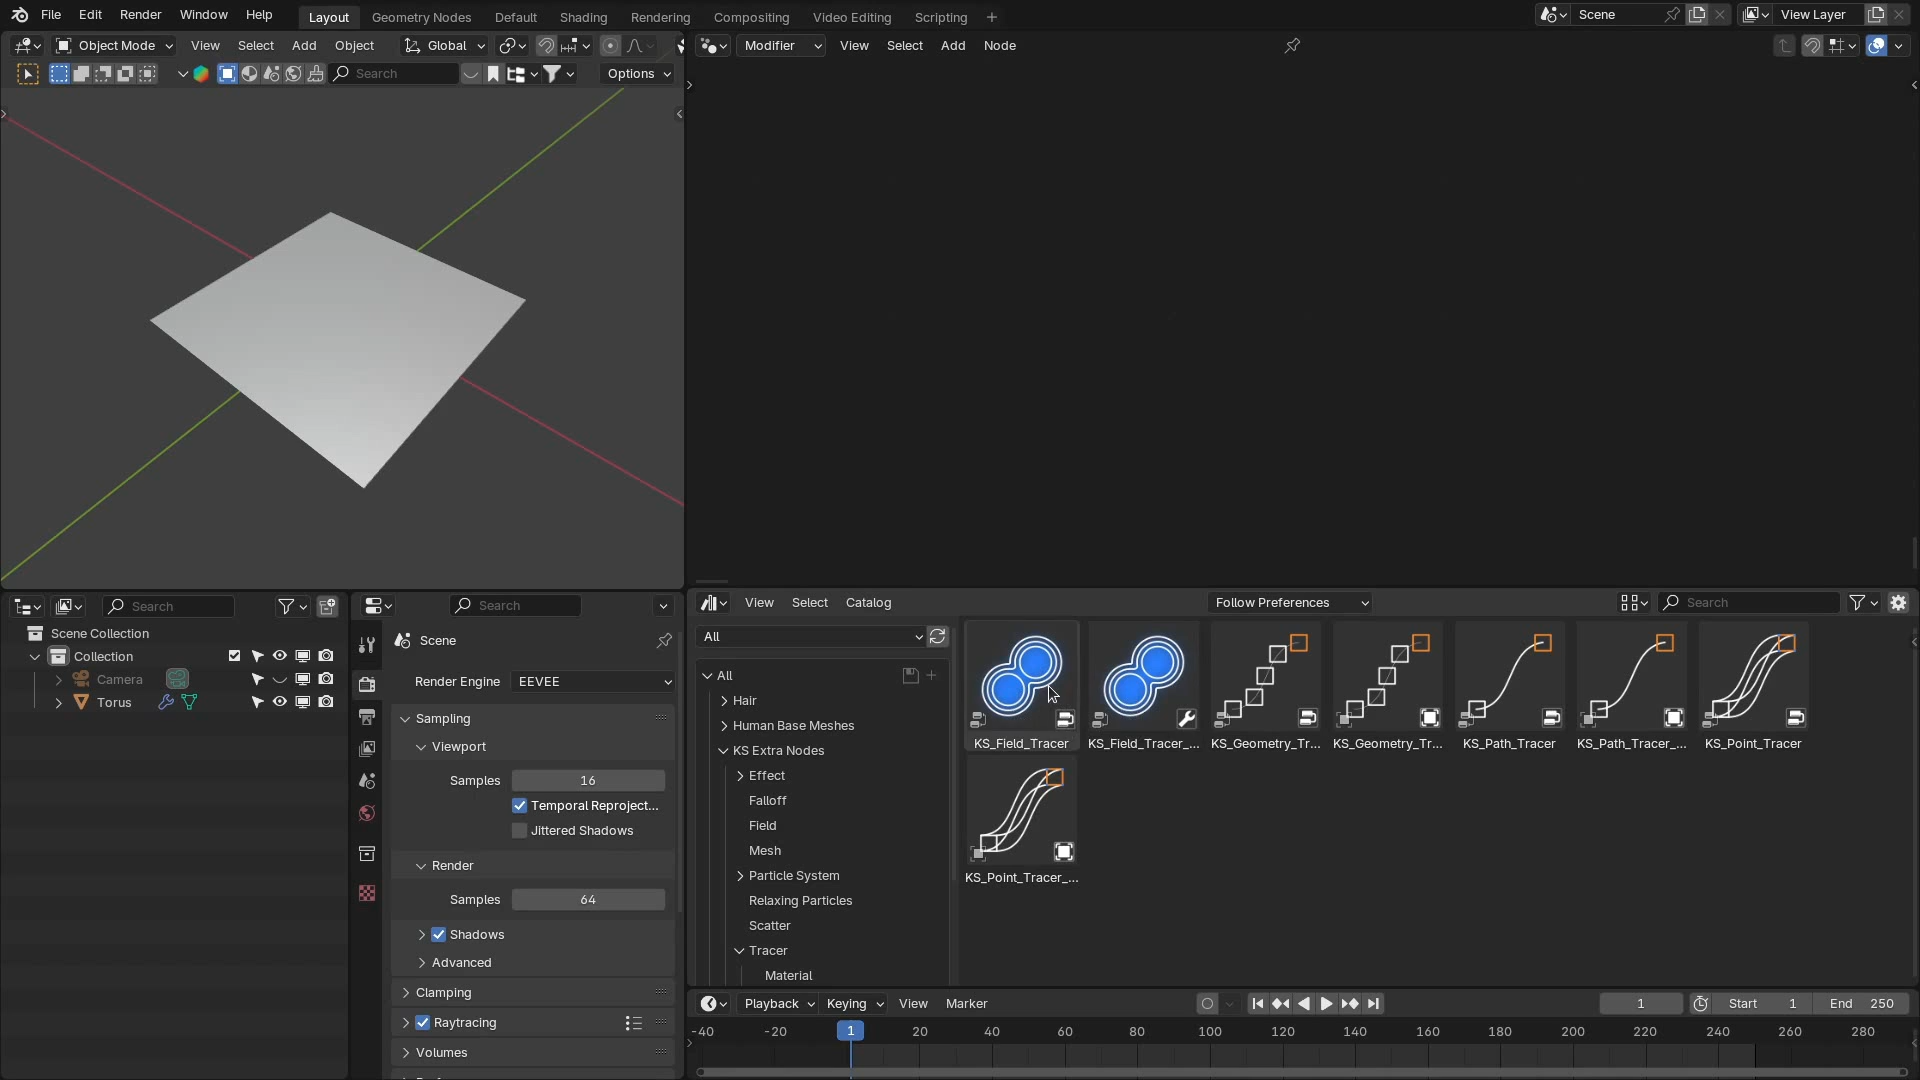 File Edit Render Window Help Layout Geometry Nodes Default Shading Rendering Compositing Video Editing Scripting Scene View Layer
Object Mode View Select Add Object Global
Modifier View Select Add Node
Search Options
View Select Catalog Follow Preferences Search
All
All
Hair
Human Base Meshes
KS Extra Nodes
Effect
Falloff
Field
Mesh
Particle System
Relaxing Particles
Scatter
Tracer
Material
KS_Field_Tracer KS_Field_Tracer_... KS_Geometry_Tr... KS_Geometry_Tr... KS_Path_Tracer KS_Path_Tracer_... KS_Point_Tracer
KS_Point_Tracer_...
Search
Scene Collection
Collection
Camera
Torus
Search
Scene
Render Engine EEVEE
Sampling
Viewport
Samples 16
Temporal Reproject...
Jittered Shadows
Render
Samples 64
Shadows
Advanced
Clamping
Raytracing
Volumes
Playback Keying View Marker 1 Start 1 End 250
-40 -20 1 20 40 60 80 100 120 140 160 180 200 220 240 260 280